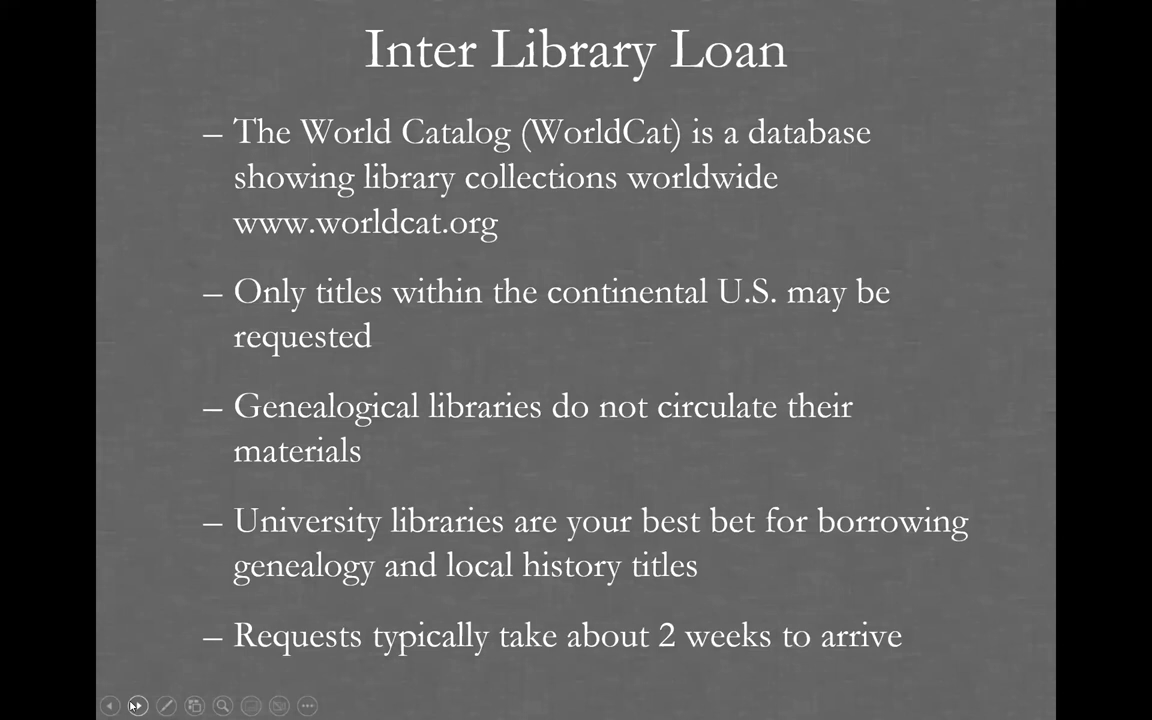 Inter Library Loan
– The World Catalog (WorldCat) is a database
showing library collections worldwide
www.worldcat.org
– Only titles within the continental U.S. may be
requested
– Genealogical libraries do not circulate their
materials
– University libraries are your best bet for borrowing
genealogy and local history titles
– Requests typically take about 2 weeks to arrive